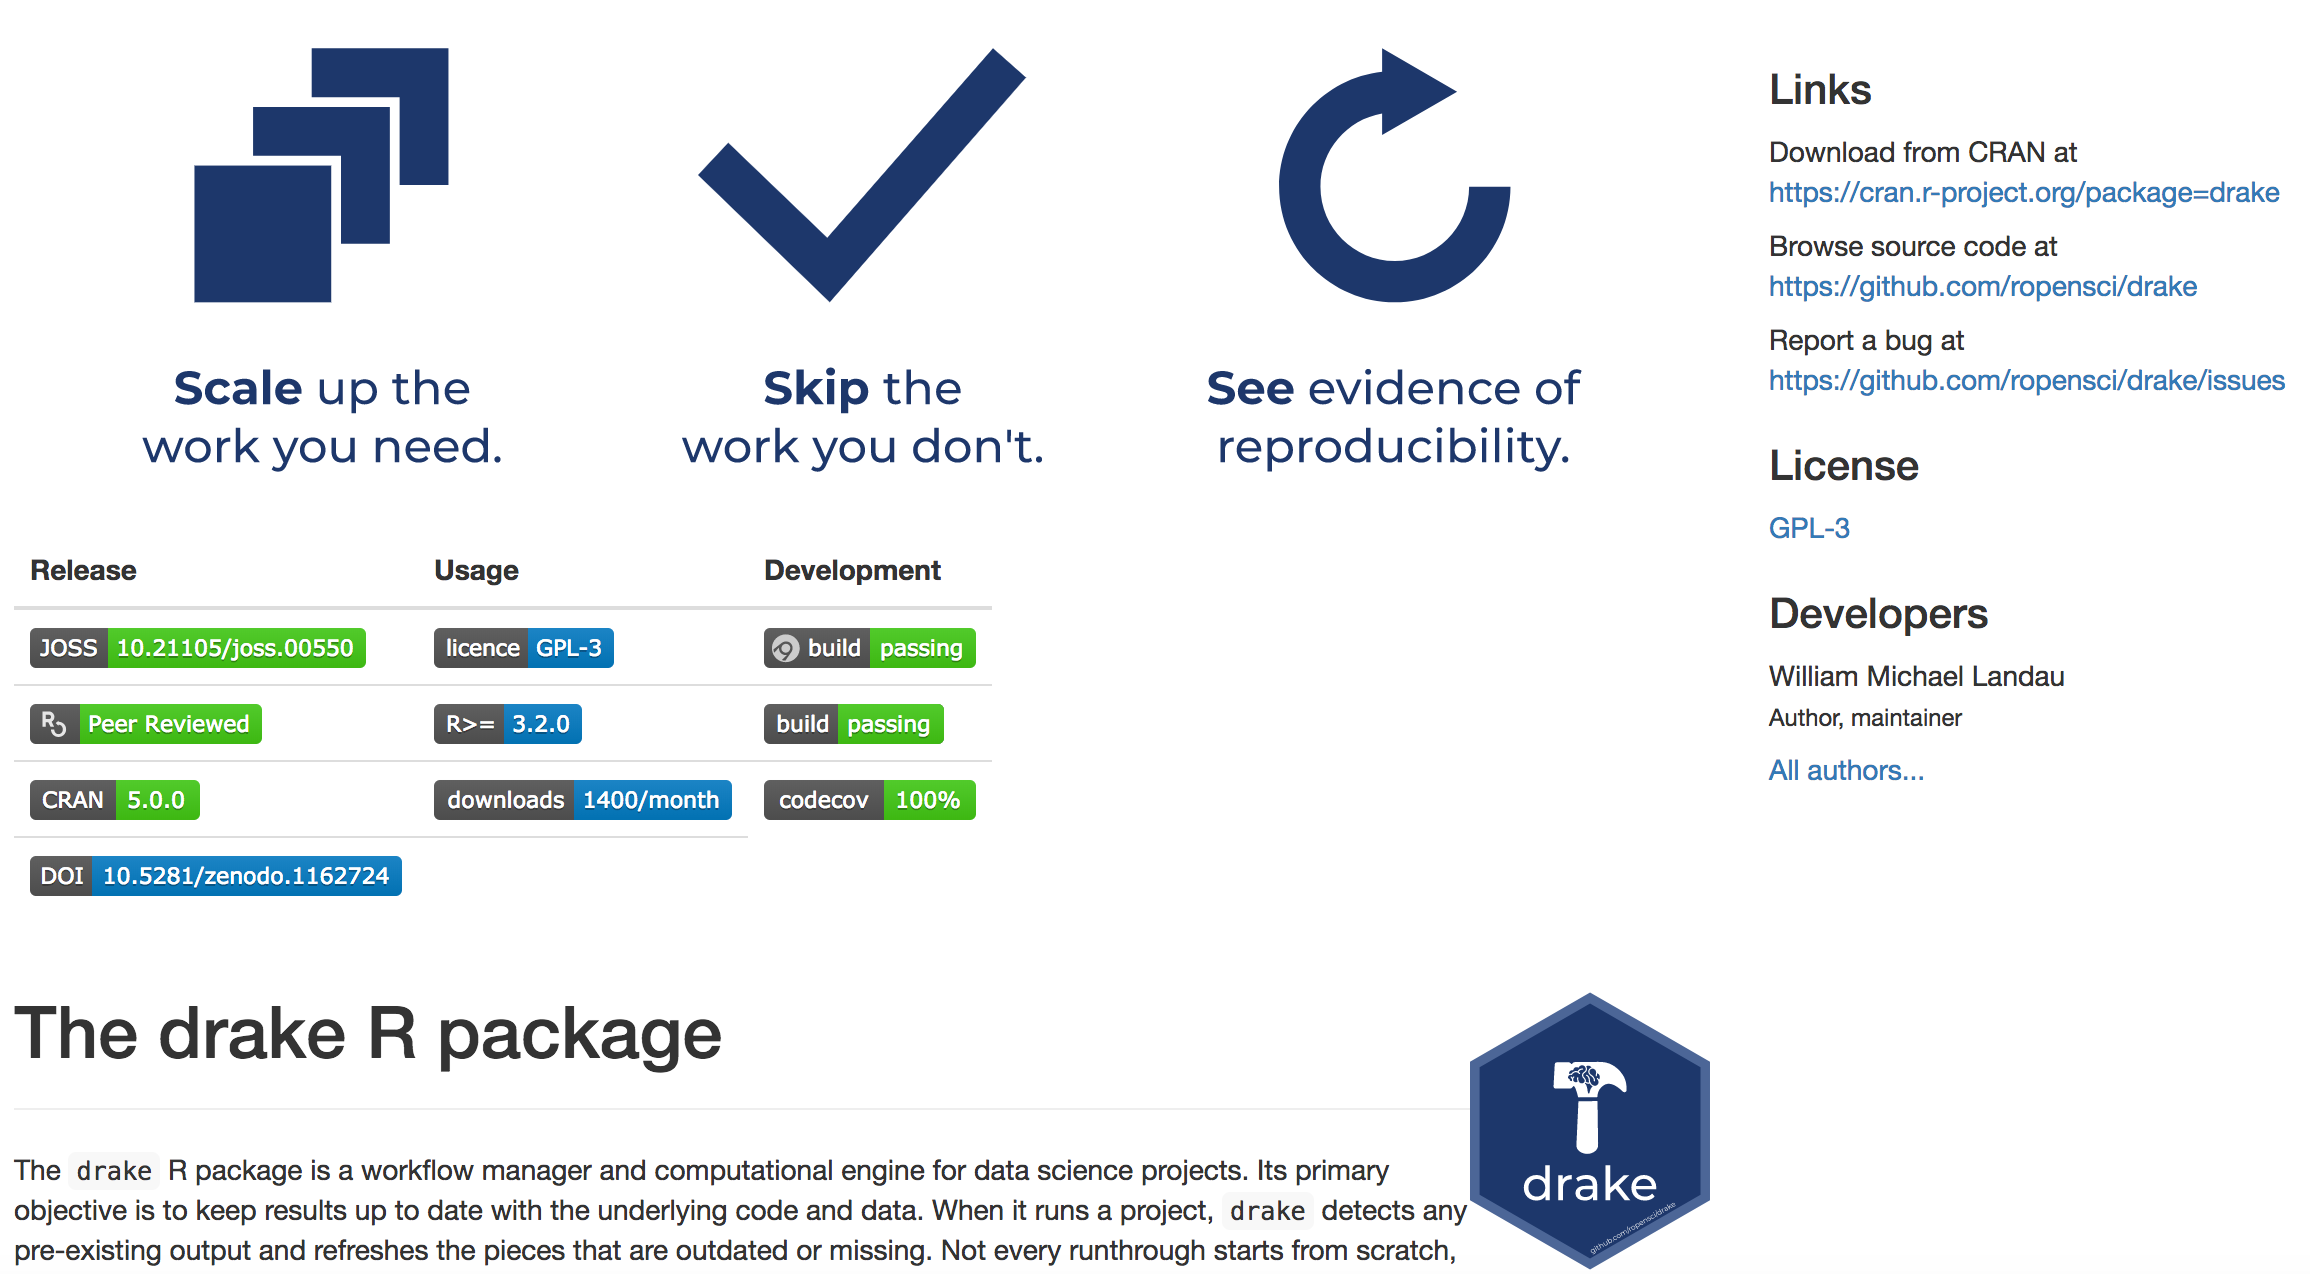 Scale up the
work you need.
Skip the
work you don't.
See evidence of
reproducibility.
Release Usage Development
JOSS 10.21105/joss.00550 licence GPL-3 build passing
Peer Reviewed R>= 3.2.0 build passing
CRAN 5.0.0 downloads 1400/month codecov 100%
DOI 10.5281/zenodo.1162724
The drake R package
The drake R package is a workflow manager and computational engine for data science projects. Its primary
objective is to keep results up to date with the underlying code and data. When it runs a project, drake detects any
pre-existing output and refreshes the pieces that are outdated or missing. Not every runthrough starts from scratch,
drake
github.com/ropensci/drake
Links
Download from CRAN at
https://cran.r-project.org/package=drake
Browse source code at
https://github.com/ropensci/drake
Report a bug at
https://github.com/ropensci/drake/issues
License
GPL-3
Developers
William Michael Landau
Author, maintainer
All authors...